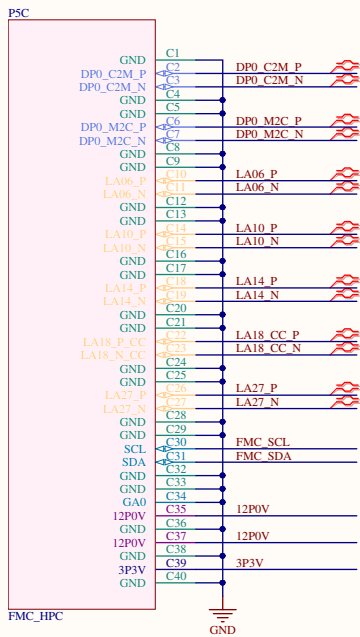 P5C
GND C1
DP0_C2M_P C2 DP0_C2M_P
DP0_C2M_N C3 DP0_C2M_N
GND C4
GND C5
DP0_M2C_P C6 DP0_M2C_P
DP0_M2C_N C7 DP0_M2C_N
GND C8
GND C9
LA06_P C10 LA06_P
LA06_N C11 LA06_N
GND C12
GND C13
LA10_P C14 LA10_P
LA10_N C15 LA10_N
GND C16
GND C17
LA14_P C18 LA14_P
LA14_N C19 LA14_N
GND C20
GND C21
LA18_P_CC C22 LA18_CC_P
LA18_N_CC C23 LA18_CC_N
GND C24
GND C25
LA27_P C26 LA27_P
LA27_N C27 LA27_N
GND C28
GND C29
SCL C30 FMC_SCL
SDA C31 FMC_SDA
GND C32
GND C33
GA0 C34
12P0V C35 12P0V
GND C36
12P0V C37 12P0V
GND C38
3P3V C39 3P3V
GND C40
FMC_HPC
GND